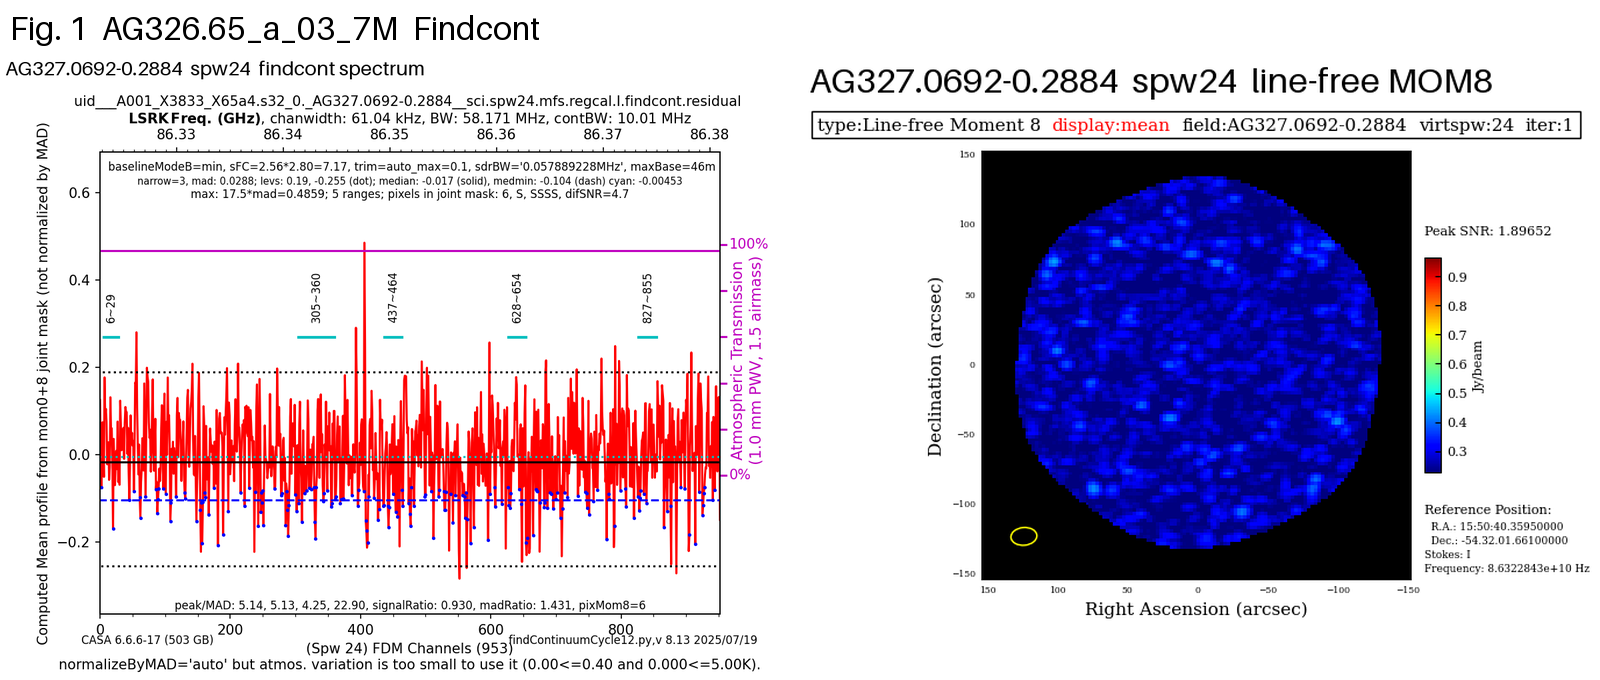 Fig. 1 AG326.65_a_03_7M Findcont
AG327.0692-0.2884 spw24 findcont spectrum
uid___A001_X3833_X65a4.s32_0._AG327.0692-0.2884__sci.spw24.mfs.regcal.I.findcont.residual
LSRK Freq. (GHz), chanwidth: 61.04 kHz, BW: 58.171 MHz, contBW: 10.01 MHz
86.33 86.34 86.35 86.36 86.37 86.38
baselineModeB=min, sFC=2.56*2.80=7.17, trim=auto_max=0.1, sdrBW='0.057889228MHz', maxBase=46m
narrow=3, mad: 0.0288; levs: 0.19, -0.255 (dot); median: -0.017 (solid), medmin: -0.104 (dash) cyan: -0.00453
max: 17.5*mad=0.4859; 5 ranges; pixels in joint mask: 6, S, SSSS, difSNR=4.7
Computed Mean profile from mom0+8 joint mask (not normalized by MAD)
0.6
0.4
0.2
0.0
−0.2
6~29
305~360
437~464
628~654
827~855
100%
0%
Atmospheric Transmission
(1.0 mm PWV, 1.5 airmass)
peak/MAD: 5.14, 5.13, 4.25, 22.90, signalRatio: 0.930, madRatio: 1.431, pixMom8=6
0 200 400 600 800
CASA 6.6.6-17 (503 GB)
(Spw 24) FDM Channels (953)
findContinuumCycle12.py,v 8.13 2025/07/19
normalizeByMAD='auto' but atmos. variation is too small to use it (0.00<=0.40 and 0.000<=5.00K).
AG327.0692-0.2884 spw24 line-free MOM8
type:Line-free Moment 8 display:mean field:AG327.0692-0.2884 virtspw:24 iter:1
150
100
50
0
−50
−100
−150
Declination (arcsec)
150 100 50 0 −50 −100 −150
Right Ascension (arcsec)
Peak SNR: 1.89652
0.9
0.8
0.7
0.6
0.5
0.4
0.3
Jy/beam
Reference Position:
R.A.: 15:50:40.35950000
Dec.: -54.32.01.66100000
Stokes: I
Frequency: 8.6322843e+10 Hz